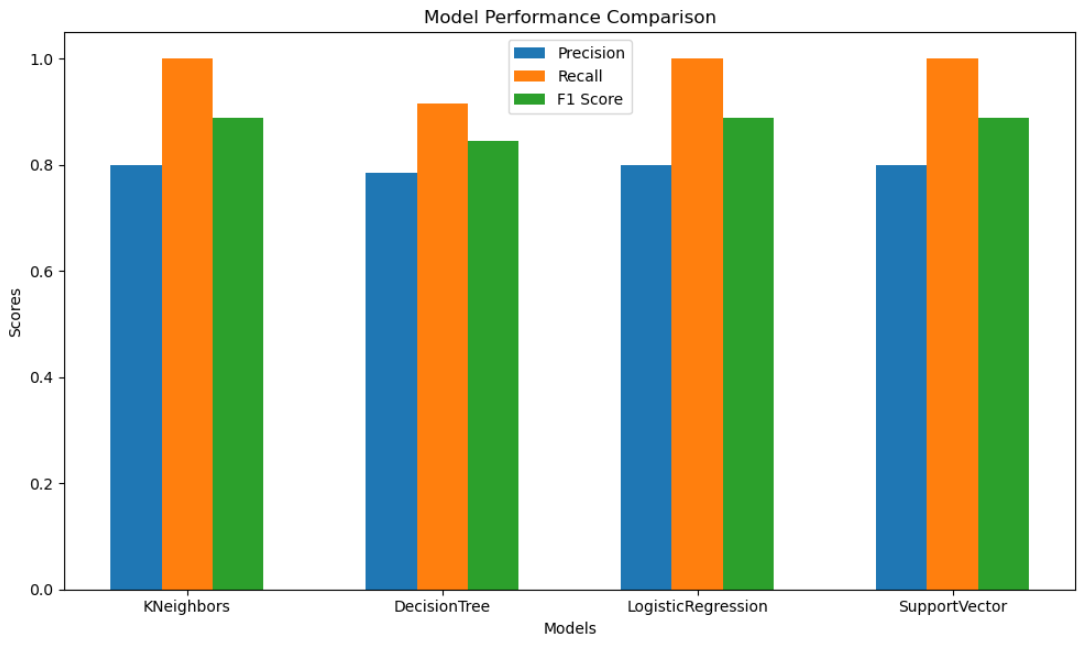 Model Performance Comparison
Precision
Recall
F1 Score
1.0
0.8
0.6
0.4
0.2
0.0
Scores
KNeighbors DecisionTree LogisticRegression SupportVector
Models